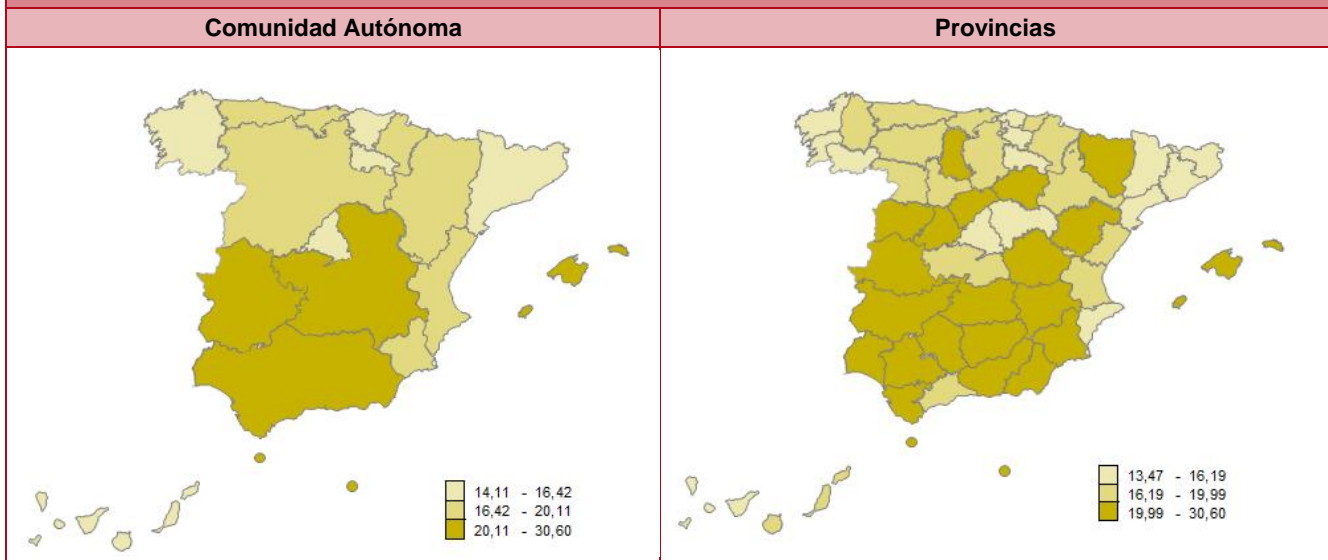 Comunidad Autónoma
Provincias
14,11 - 16,42
16,42 - 20,11
20,11 - 30,60
13,47 - 16,19
16,19 - 19,99
19,99 - 30,60